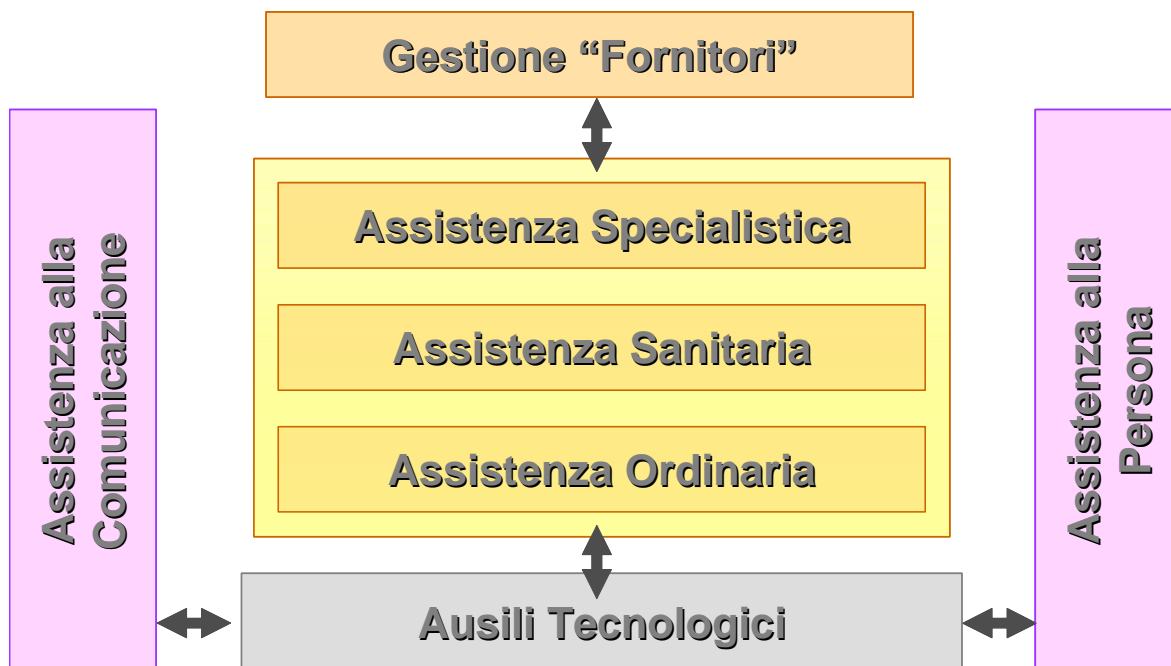 Gestione “Fornitori”
Assistenza alla
Comunicazione
Assistenza Specialistica
Assistenza Sanitaria
Assistenza Ordinaria
Assistenza alla
Persona
Ausili Tecnologici